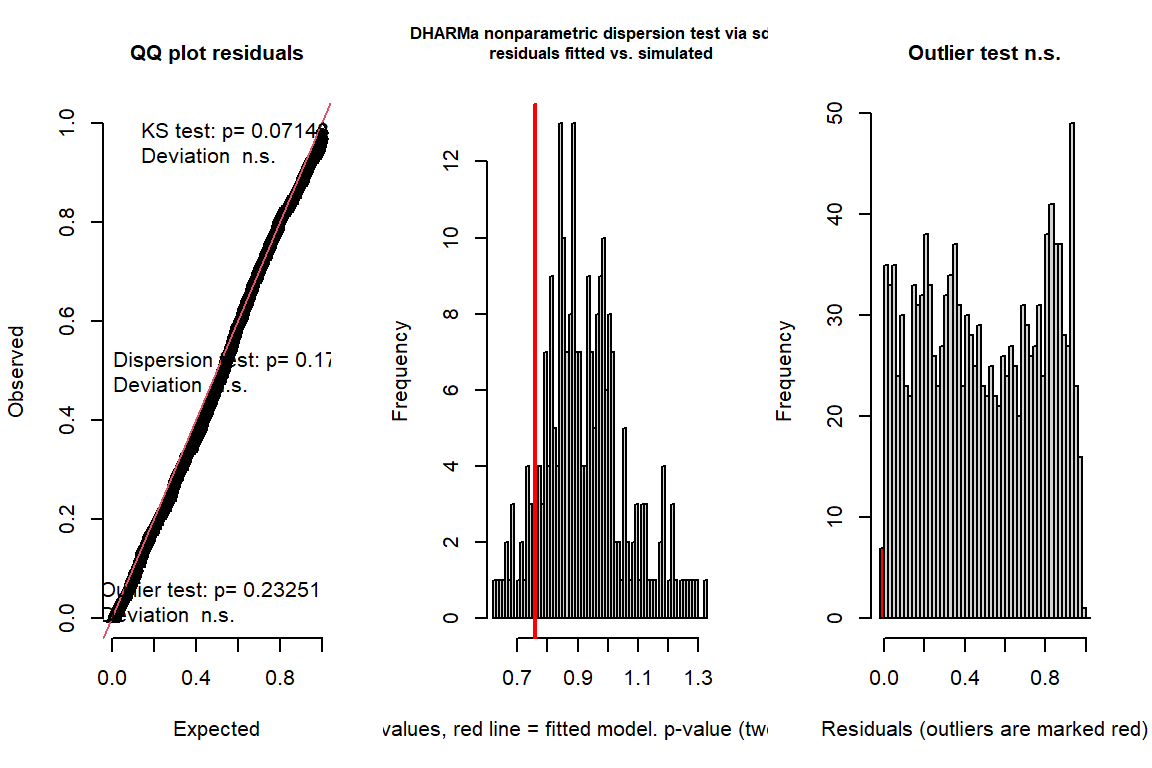 QQ plot residuals
KS test: p= 0.07148
Deviation n.s.
Dispersion test: p= 0.17
Deviation n.s.
Outlier test: p= 0.23251
Deviation n.s.
Observed
0.0 0.2 0.4 0.6 0.8 1.0
0.0 0.4 0.8
Expected
DHARMa nonparametric dispersion test via sd
residuals fitted vs. simulated
Frequency
0 2 4 6 8 10 12
0.7 0.9 1.1 1.3
values, red line = fitted model. p-value (two
Outlier test n.s.
Frequency
0 10 20 30 40 50
0.0 0.4 0.8
Residuals (outliers are marked red)